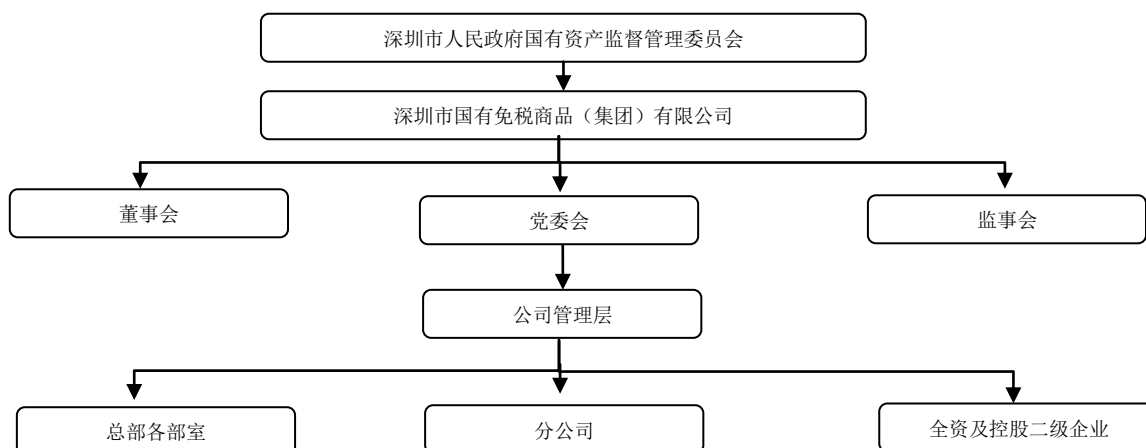 深圳市人民政府国有资产监督管理委员会
深圳市国有免税商品（集团）有限公司
董事会
党委会
监事会
公司管理层
总部各部室
分公司
全资及控股二级企业